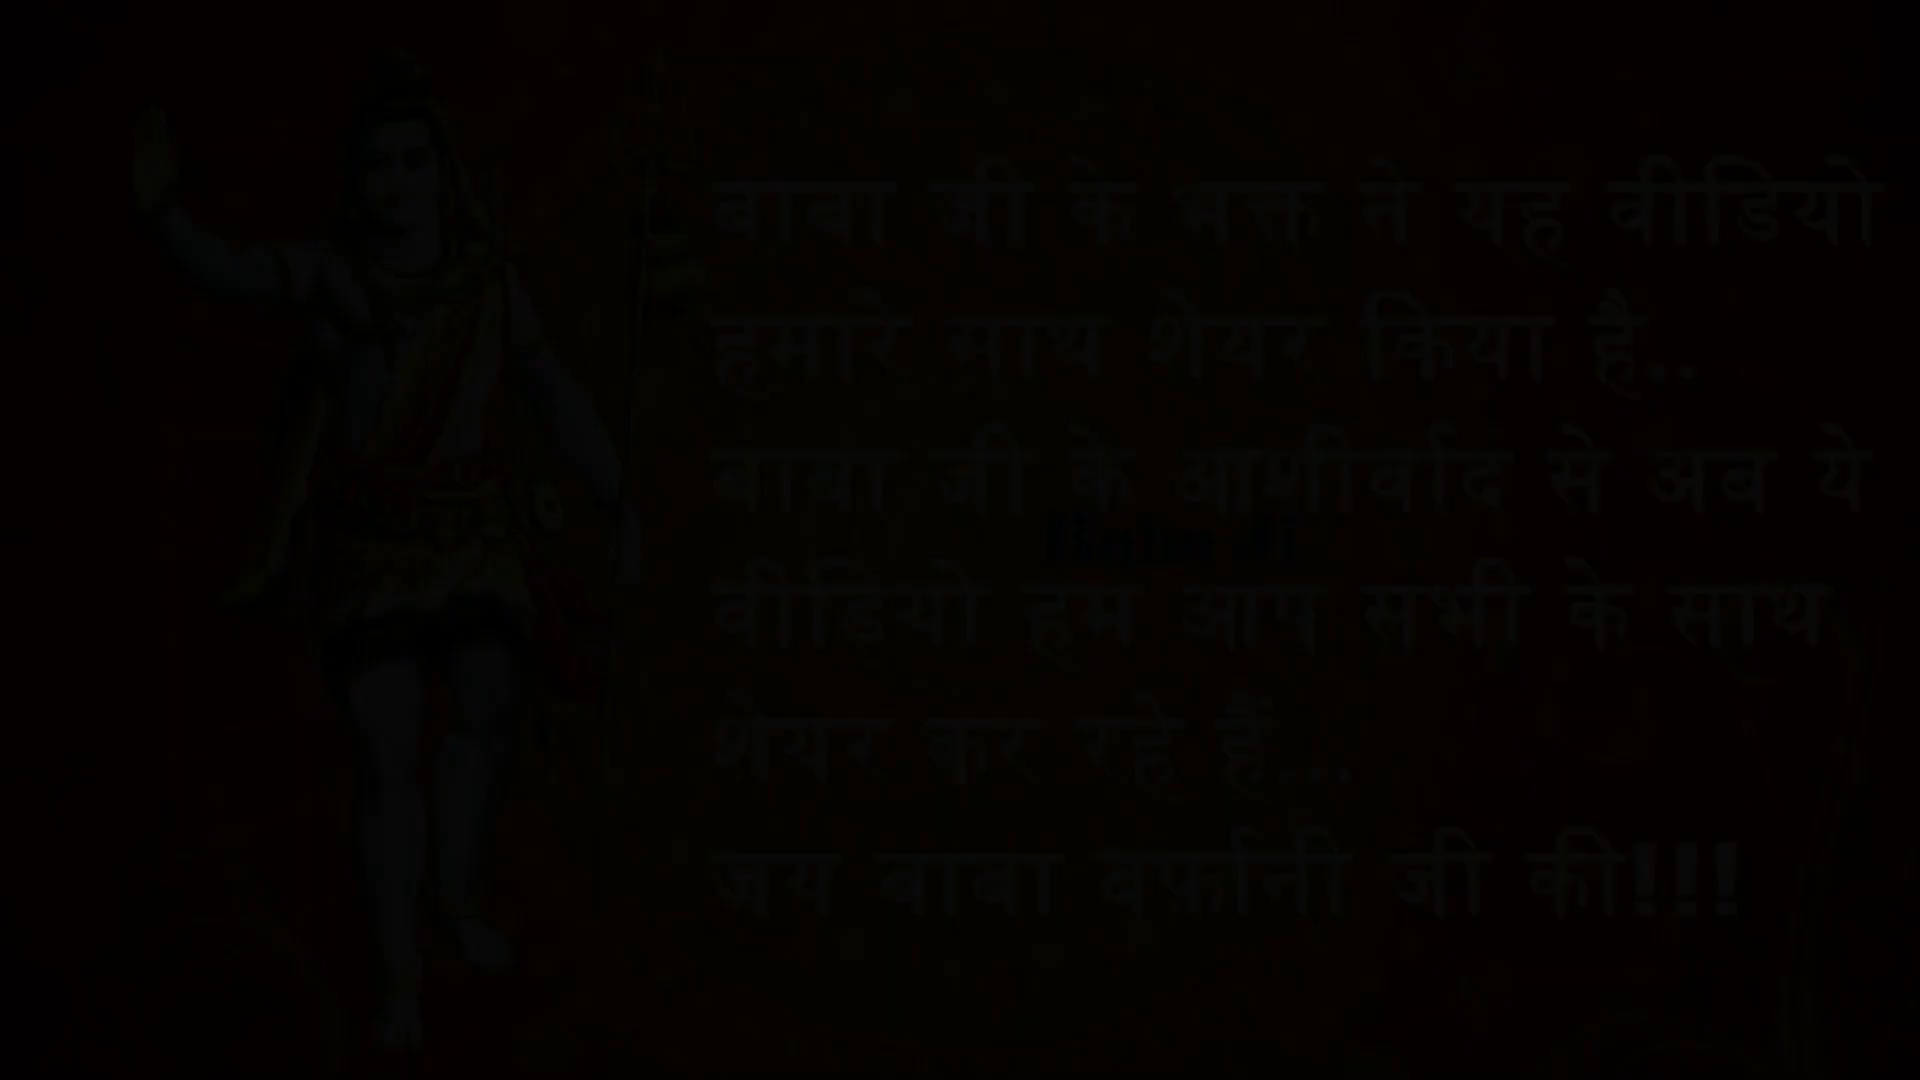 बाबा जी के भक्त ने यह वीडियो
हमारे साथ शेयर किया है..
बाबा जी के आशीर्वाद से अब ये
वीडियो हम आप सभी के साथ
शेयर कर रहे हैं...
जय बाबा बर्फ़ानी जी की!!!